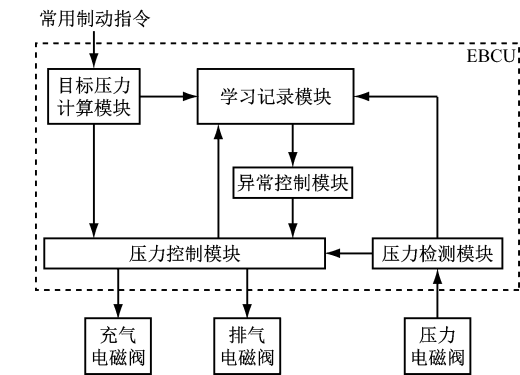 常用制动指令
EBCU
目标压力
计算模块
学习记录模块
异常控制模块
压力控制模块
压力检测模块
充气
电磁阀
排气
电磁阀
压力
电磁阀